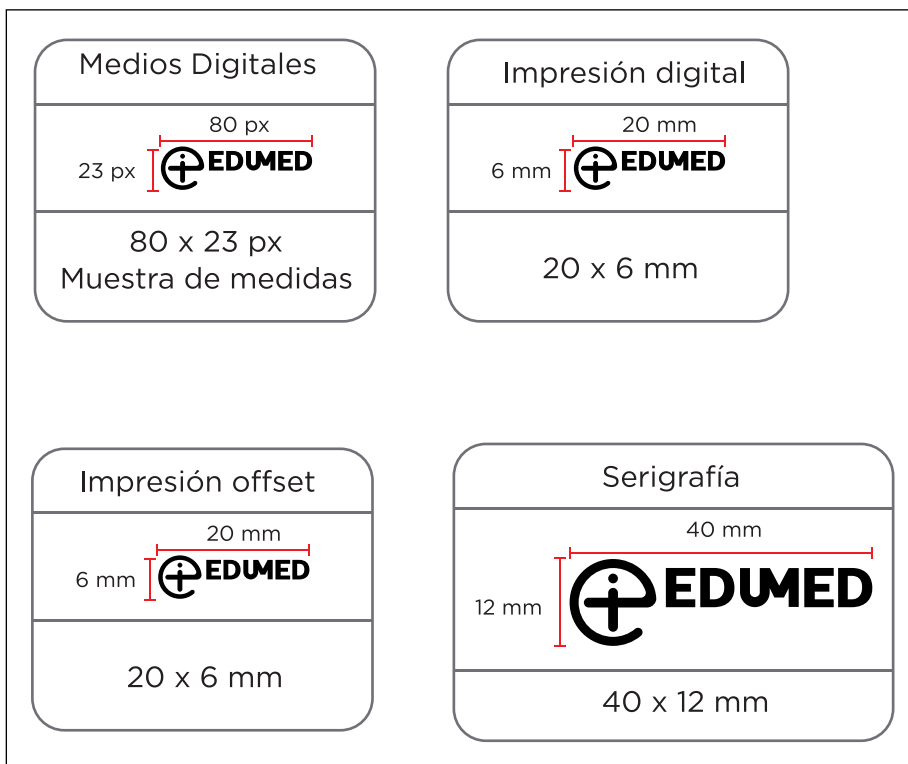 Medios Digitales
80 px
23 px
EDUMED
80 x 23 px
Muestra de medidas
Impresión digital
20 mm
6 mm
EDUMED
20 x 6 mm
Impresión offset
20 mm
6 mm
EDUMED
20 x 6 mm
Serigrafía
40 mm
12 mm
EDUMED
40 x 12 mm